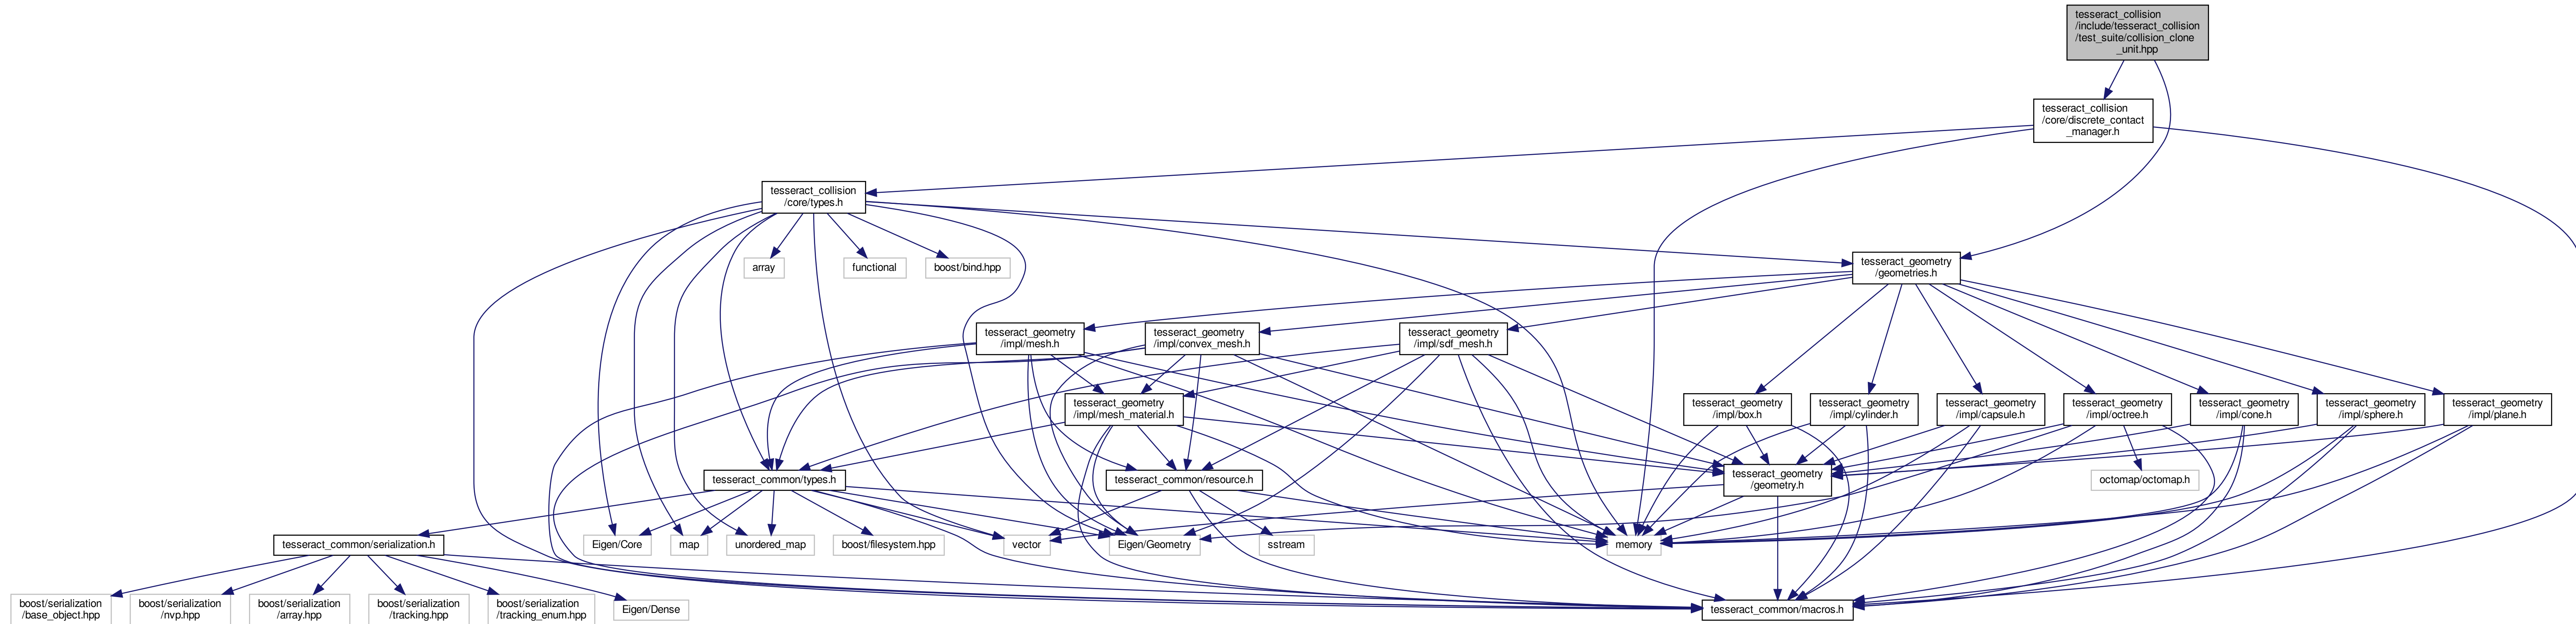 tesseract_collision
/include/tesseract_collision
/test_suite/collision_clone
_unit.hpp
tesseract_collision
/core/discrete_contact
_manager.h
tesseract_collision
/core/types.h
array
functional
boost/bind.hpp
tesseract_geometry
/geometries.h
tesseract_geometry
/impl/mesh.h
tesseract_geometry
/impl/convex_mesh.h
tesseract_geometry
/impl/sdf_mesh.h
tesseract_geometry
/impl/mesh_material.h
tesseract_geometry
/impl/box.h
tesseract_geometry
/impl/cylinder.h
tesseract_geometry
/impl/capsule.h
tesseract_geometry
/impl/octree.h
tesseract_geometry
/impl/cone.h
tesseract_geometry
/impl/sphere.h
tesseract_geometry
/impl/plane.h
tesseract_common/types.h
tesseract_common/resource.h
tesseract_geometry
/geometry.h
octomap/octomap.h
tesseract_common/serialization.h
Eigen/Core
map
unordered_map
boost/filesystem.hpp
vector
Eigen/Geometry
sstream
memory
boost/serialization
/base_object.hpp
boost/serialization
/nvp.hpp
boost/serialization
/array.hpp
boost/serialization
/tracking.hpp
boost/serialization
/tracking_enum.hpp
Eigen/Dense
tesseract_common/macros.h